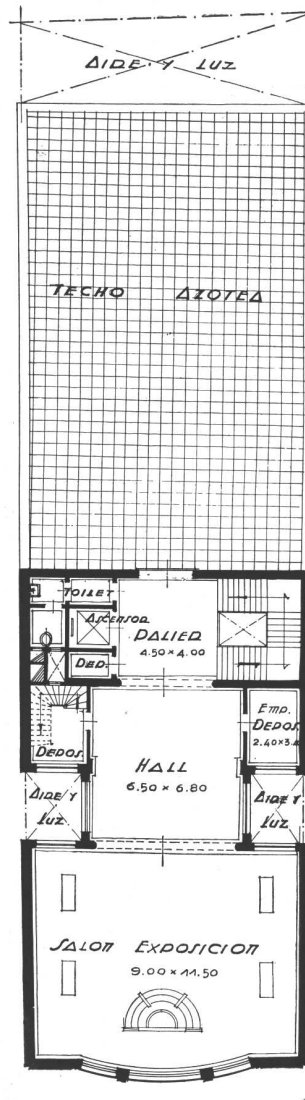 AIRE Y LUZ
TECHO AZOTEA
TOILET
ASCENSOR
PALIER
4.50 × 4.00
DEP.
EMP.
DEPOS.
DEPOS.
HALL
6.50 × 6.80
AIRE Y
LUZ
AIRE Y
LUZ
SALON EXPOSICION
9.00 × 11.50